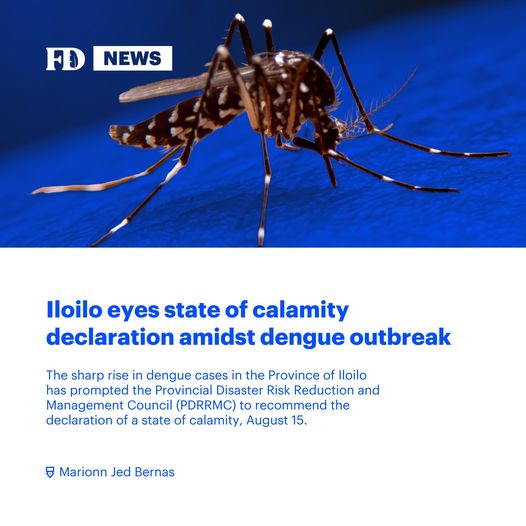 FD NEWS
Iloilo eyes state of calamity
declaration amidst dengue outbreak
The sharp rise in dengue cases in the Province of Iloilo
has prompted the Provincial Disaster Risk Reduction and
Management Council (PDRRMC) to recommend the
declaration of a state of calamity, August 15.
Marionn Jed Bernas